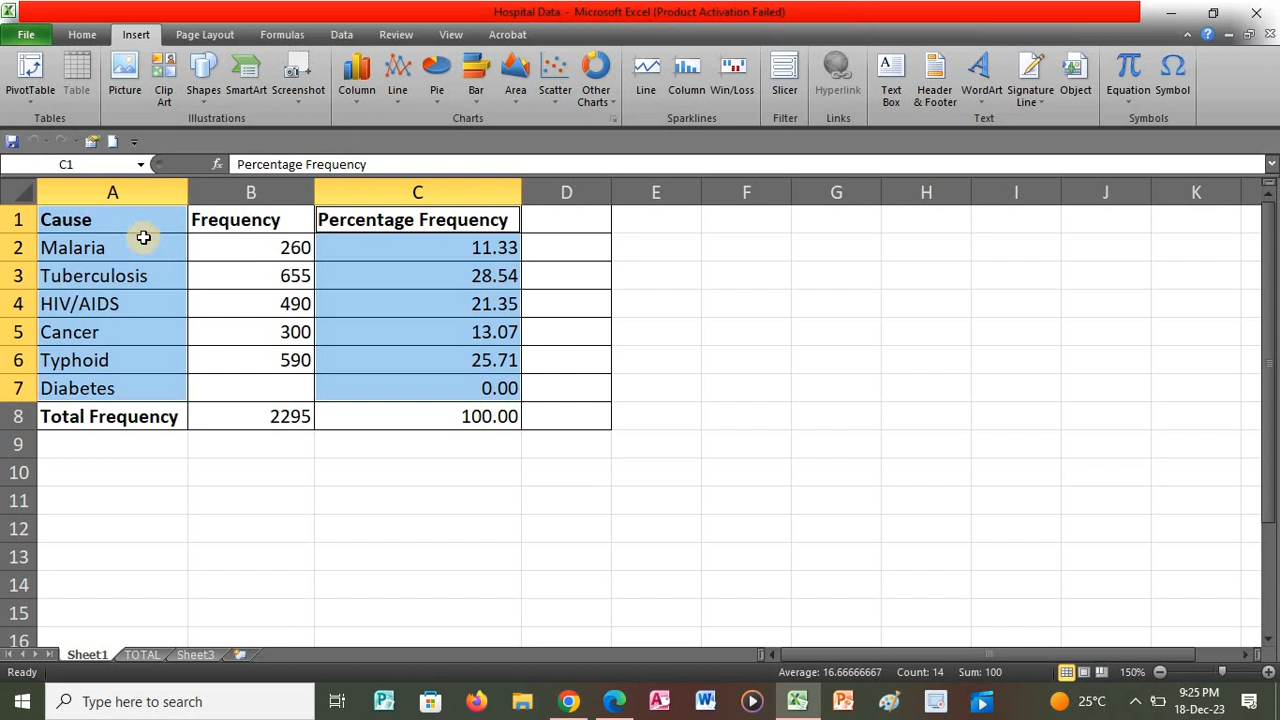 Hospital Data - Microsoft Excel (Product Activation Failed)
File Home Insert Page Layout Formulas Data Review View Acrobat
PivotTable Table Picture Clip Art Shapes SmartArt Screenshot Column Line Pie Bar Area Scatter Other Charts Line Column Win/Loss Slicer Hyperlink Text Box Header & Footer WordArt Signature Line Object Equation Symbol
Tables Illustrations Charts Sparklines Filter Links Text Symbols
C1 fx Percentage Frequency
A B C D E F G H I J K
1 Cause Frequency Percentage Frequency
2 Malaria 260 11.33
3 Tuberculosis 655 28.54
4 HIV/AIDS 490 21.35
5 Cancer 300 13.07
6 Typhoid 590 25.71
7 Diabetes 0.00
8 Total Frequency 2295 100.00
9
10
11
12
13
14
15
16
Sheet1 TOTAL Sheet3
Ready Average: 16.66666667 Count: 14 Sum: 100 150%
Type here to search 25°C 9:25 PM
18-Dec-23